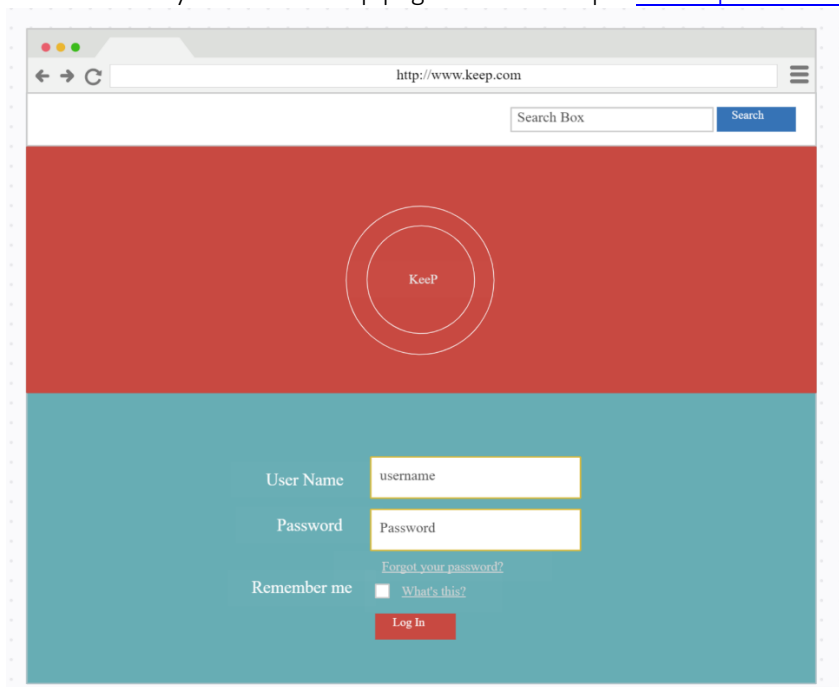 http://www.keep.com
Search Box
Search
KeeP
User Name
username
Password
Password
Forgot your password?
Remember me
What's this?
Log In